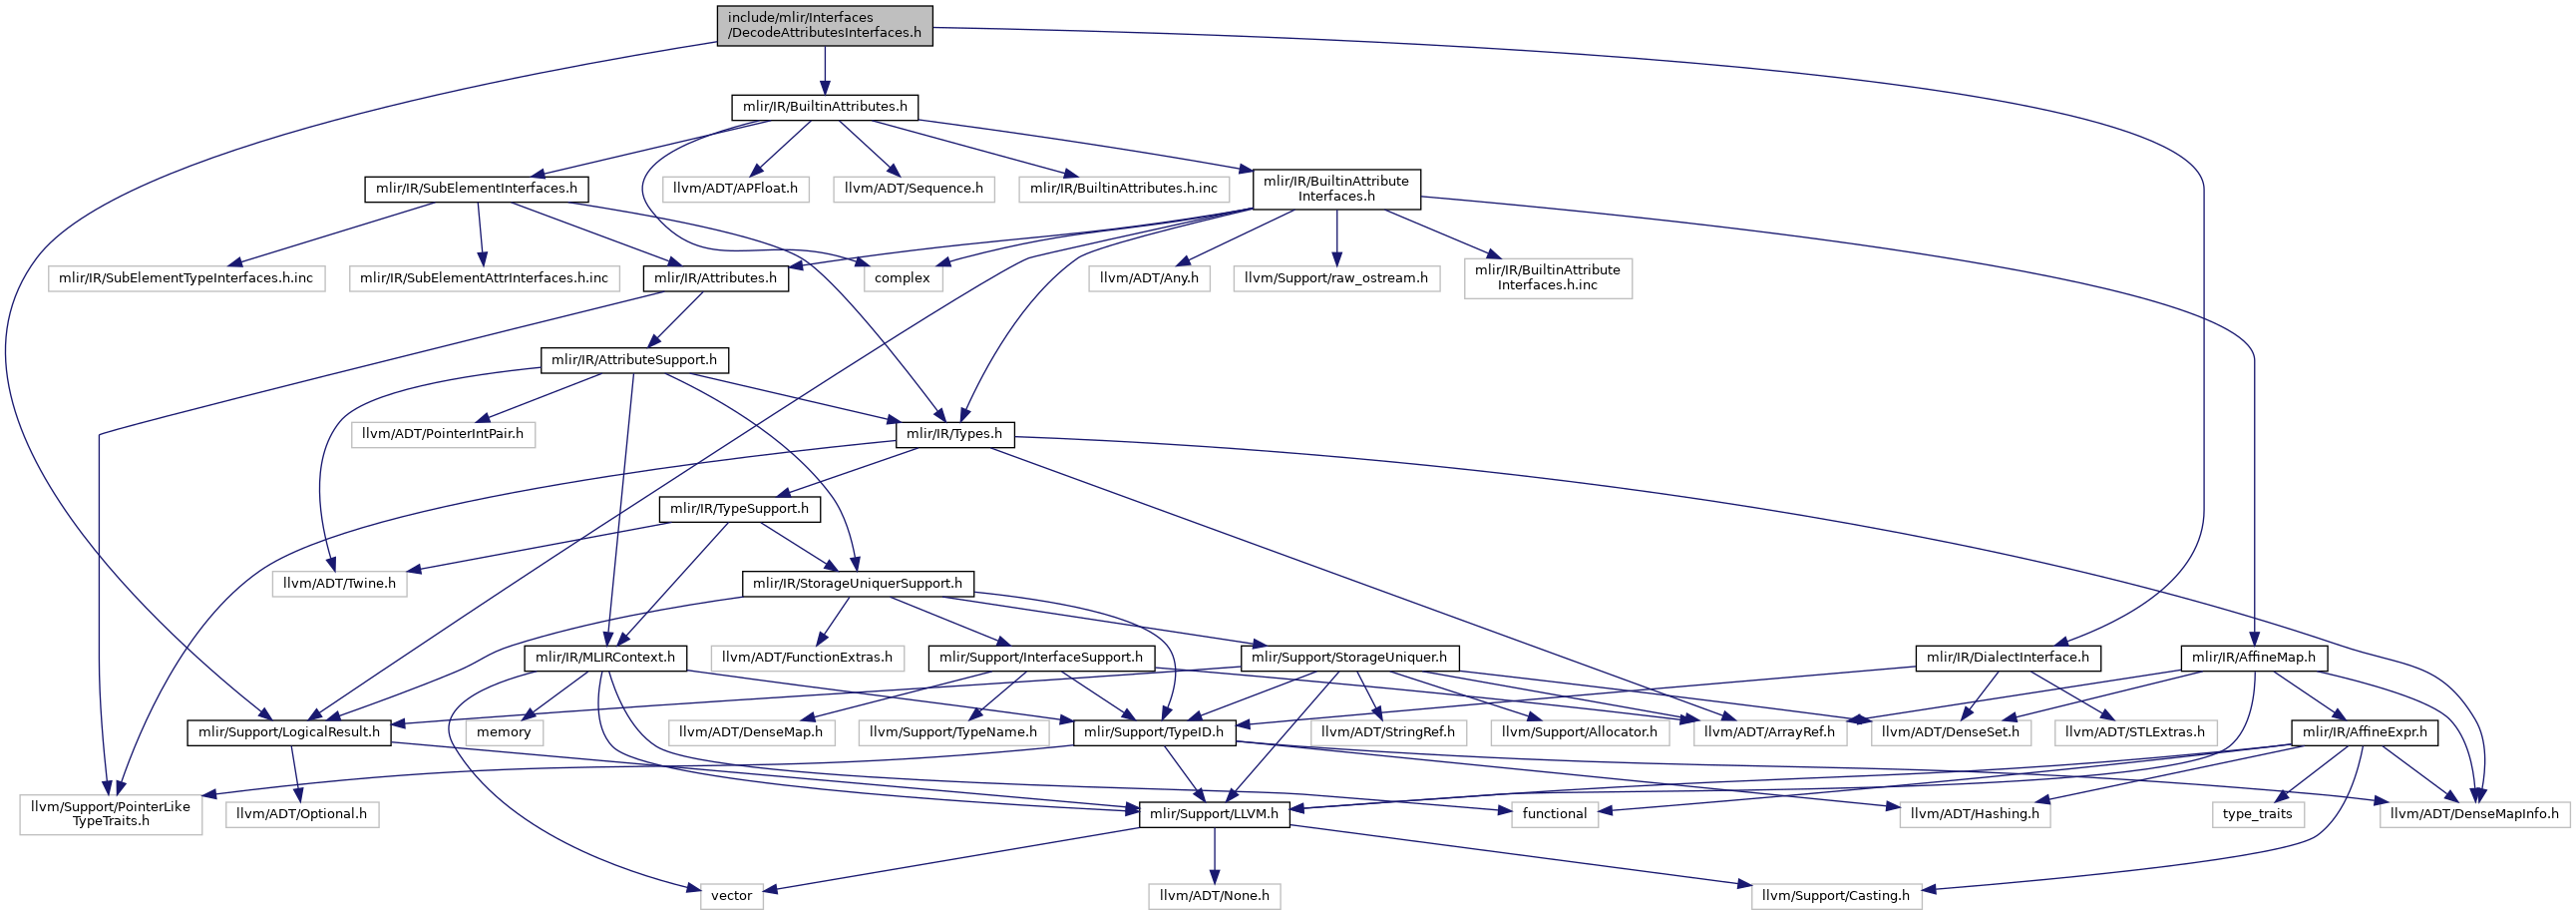 include/mlir/Interfaces
/DecodeAttributesInterfaces.h
mlir/IR/BuiltinAttributes.h
mlir/IR/SubElementInterfaces.h
llvm/ADT/APFloat.h
llvm/ADT/Sequence.h
mlir/IR/BuiltinAttributes.h.inc
mlir/IR/BuiltinAttribute
Interfaces.h
mlir/IR/SubElementTypeInterfaces.h.inc
mlir/IR/SubElementAttrInterfaces.h.inc
mlir/IR/Attributes.h
complex
llvm/ADT/Any.h
llvm/Support/raw_ostream.h
mlir/IR/BuiltinAttribute
Interfaces.h.inc
mlir/IR/AttributeSupport.h
llvm/ADT/PointerIntPair.h
mlir/IR/Types.h
mlir/IR/TypeSupport.h
llvm/ADT/Twine.h
mlir/IR/StorageUniquerSupport.h
mlir/IR/MLIRContext.h
llvm/ADT/FunctionExtras.h
mlir/Support/InterfaceSupport.h
mlir/Support/StorageUniquer.h
mlir/IR/DialectInterface.h
mlir/IR/AffineMap.h
mlir/Support/LogicalResult.h
memory
llvm/ADT/DenseMap.h
llvm/Support/TypeName.h
mlir/Support/TypeID.h
llvm/ADT/StringRef.h
llvm/Support/Allocator.h
llvm/ADT/ArrayRef.h
llvm/ADT/DenseSet.h
llvm/ADT/STLExtras.h
mlir/IR/AffineExpr.h
llvm/Support/PointerLike
TypeTraits.h
llvm/ADT/Optional.h
mlir/Support/LLVM.h
functional
llvm/ADT/Hashing.h
type_traits
llvm/ADT/DenseMapInfo.h
vector
llvm/ADT/None.h
llvm/Support/Casting.h